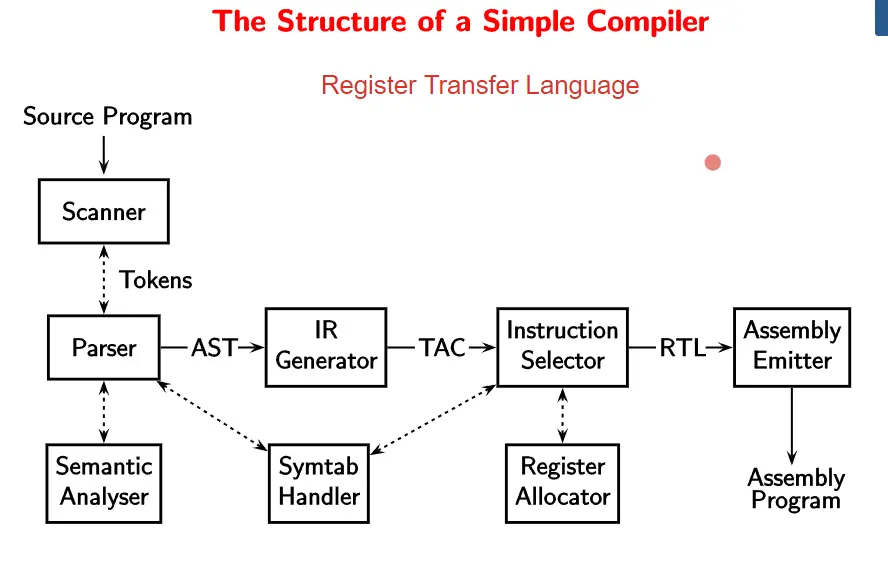 The Structure of a Simple Compiler
Register Transfer Language
Source Program
Scanner
Tokens
Parser
AST
IR
Generator
TAC
Instruction
Selector
RTL
Assembly
Emitter
Semantic
Analyser
Symtab
Handler
Register
Allocator
Assembly
Program